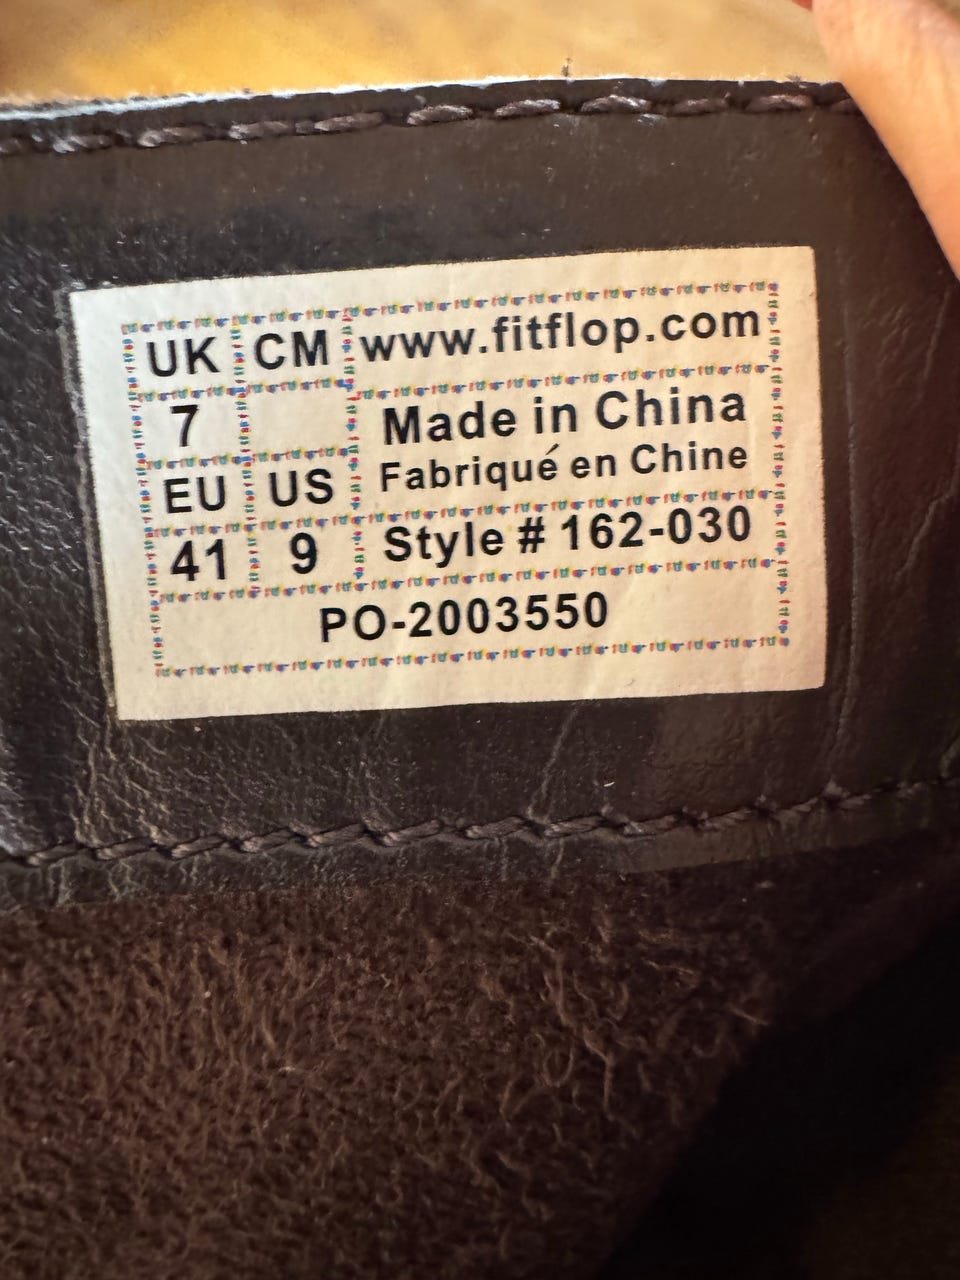 UK CM www.fitflop.com
7 Made in China
Fabriqué en Chine
EU US
41 9 Style # 162-030
PO-2003550